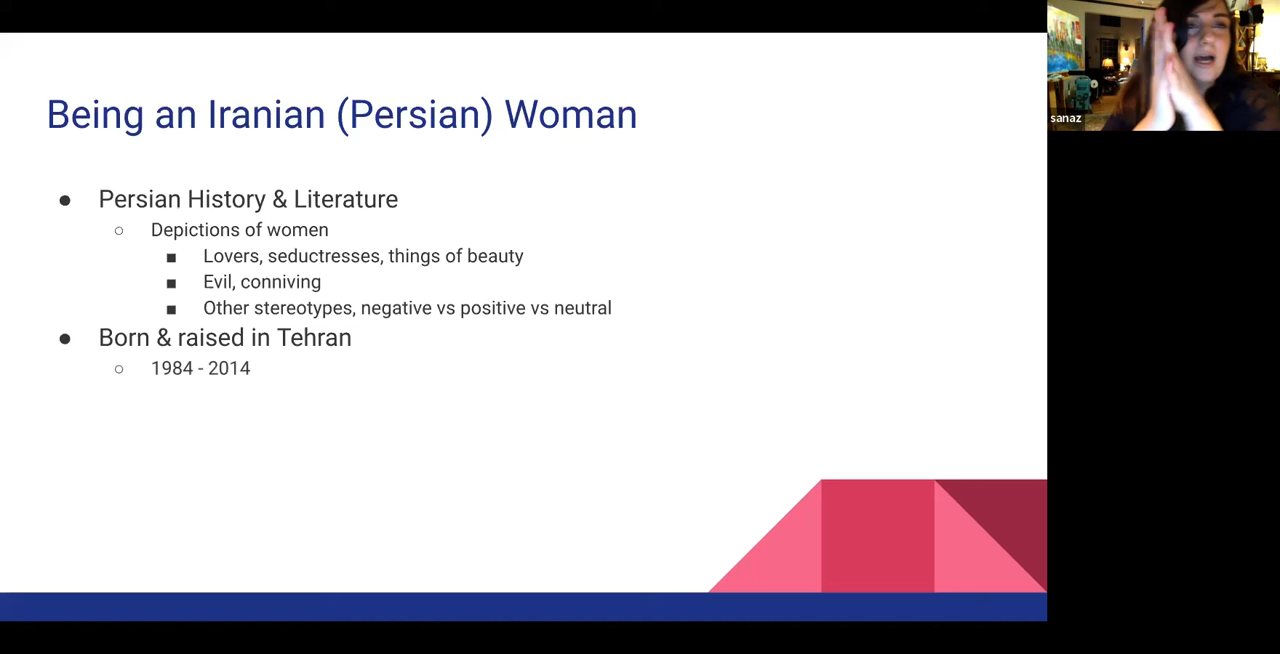 Being an Iranian (Persian) Woman
● Persian History & Literature
○ Depictions of women
■ Lovers, seductresses, things of beauty
■ Evil, conniving
■ Other stereotypes, negative vs positive vs neutral
● Born & raised in Tehran
○ 1984 - 2014
sanaz